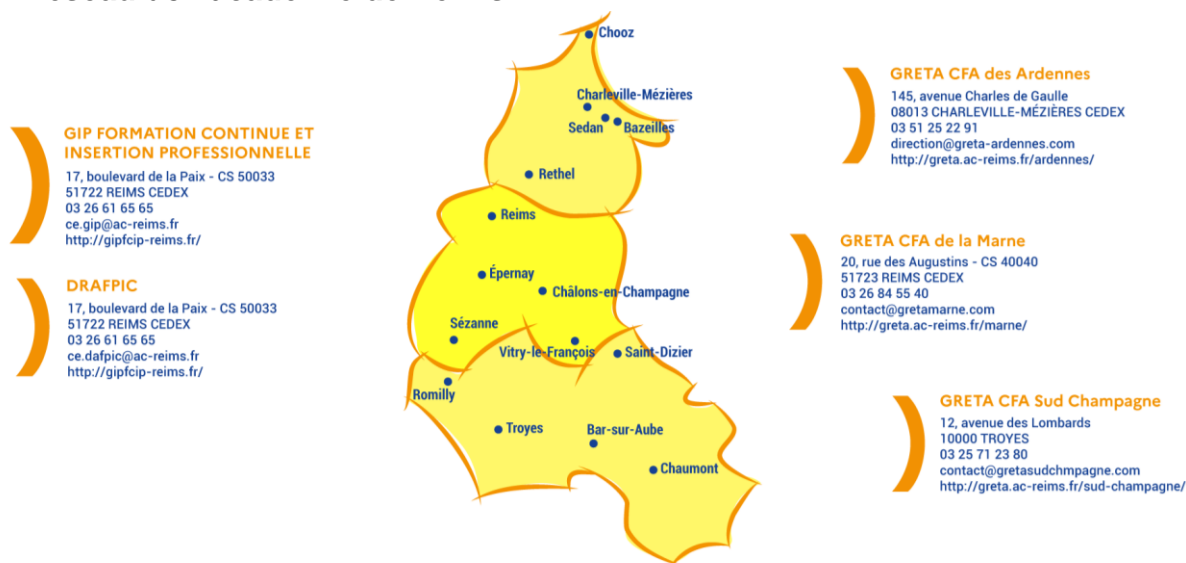 GIP FORMATION CONTINUE ET
INSERTION PROFESSIONNELLE
17, boulevard de la Paix - CS 50033
51722 REIMS CEDEX
03 26 61 65 65
ce.gip@ac-reims.fr
http://gipfcip-reims.fr/
DRAFPIC
17, boulevard de la Paix - CS 50033
51722 REIMS CEDEX
03 26 61 65 65
ce.dafpic@ac-reims.fr
http://gipfcip-reims.fr/
Chooz
Charleville-Mézières
Sedan
Bazeilles
Rethel
Reims
Épernay
Châlons-en-Champagne
Sézanne
Vitry-le-François
Saint-Dizier
Romilly
Troyes
Bar-sur-Aube
Chaumont
GRETA CFA des Ardennes
145, avenue Charles de Gaulle
08013 CHARLEVILLE-MÉZIÈRES CEDEX
03 51 25 22 91
direction@greta-ardennes.com
http://greta.ac-reims.fr/ardennes/
GRETA CFA de la Marne
20, rue des Augustins - CS 40040
51723 REIMS CEDEX
03 26 84 55 40
contact@gretamarne.com
http://greta.ac-reims.fr/marne/
GRETA CFA Sud Champagne
12, avenue des Lombards
10000 TROYES
03 25 71 23 80
contact@gretasudchmpagne.com
http://greta.ac-reims.fr/sud-champagne/